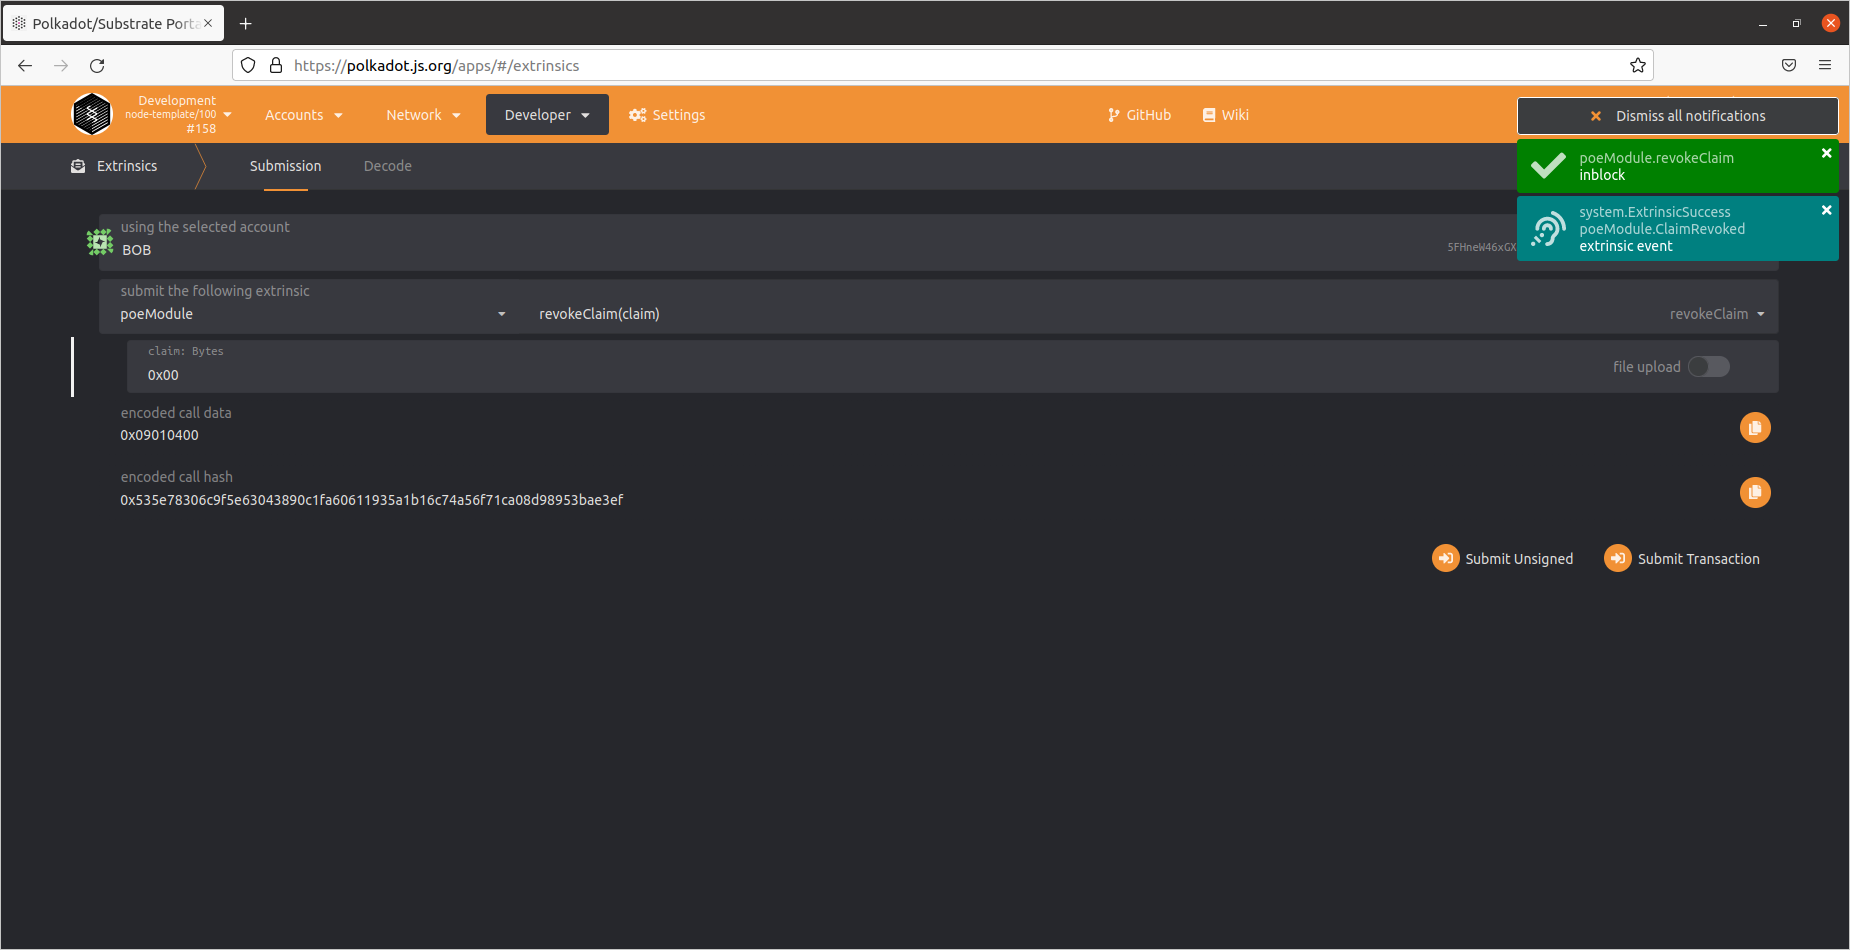 Polkadot/Substrate Porta
https://polkadot.js.org/apps/#/extrinsics
Development
node-template/100
#158
Accounts
Network
Developer
Settings
GitHub
Wiki
Dismiss all notifications
Extrinsics
Submission
Decode
poeModule.revokeClaim
inblock
system.ExtrinsicSuccess
poeModule.ClaimRevoked
extrinsic event
using the selected account
BOB
5FHneW46xGX
submit the following extrinsic
poeModule
revokeClaim(claim)
revokeClaim
claim: Bytes
0x00
file upload
encoded call data
0x09010400
encoded call hash
0x535e78306c9f5e63043890c1fa60611935a1b16c74a56f71ca08d98953bae3ef
Submit Unsigned
Submit Transaction